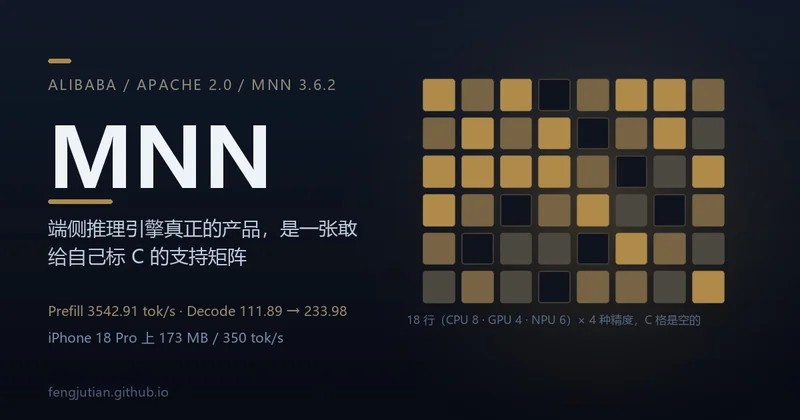 ALIBABA / APACHE 2.0 / MNN 3.6.2
MNN
端侧推理引擎真正的产品，是一张敢
给自己标 C 的支持矩阵
Prefill 3542.91 tok/s · Decode 111.89 → 233.98
iPhone 18 Pro 上 173 MB / 350 tok/s
18 行（CPU 8 · GPU 4 · NPU 6）× 4 种精度，C 格是空的
fengjutian.github.io